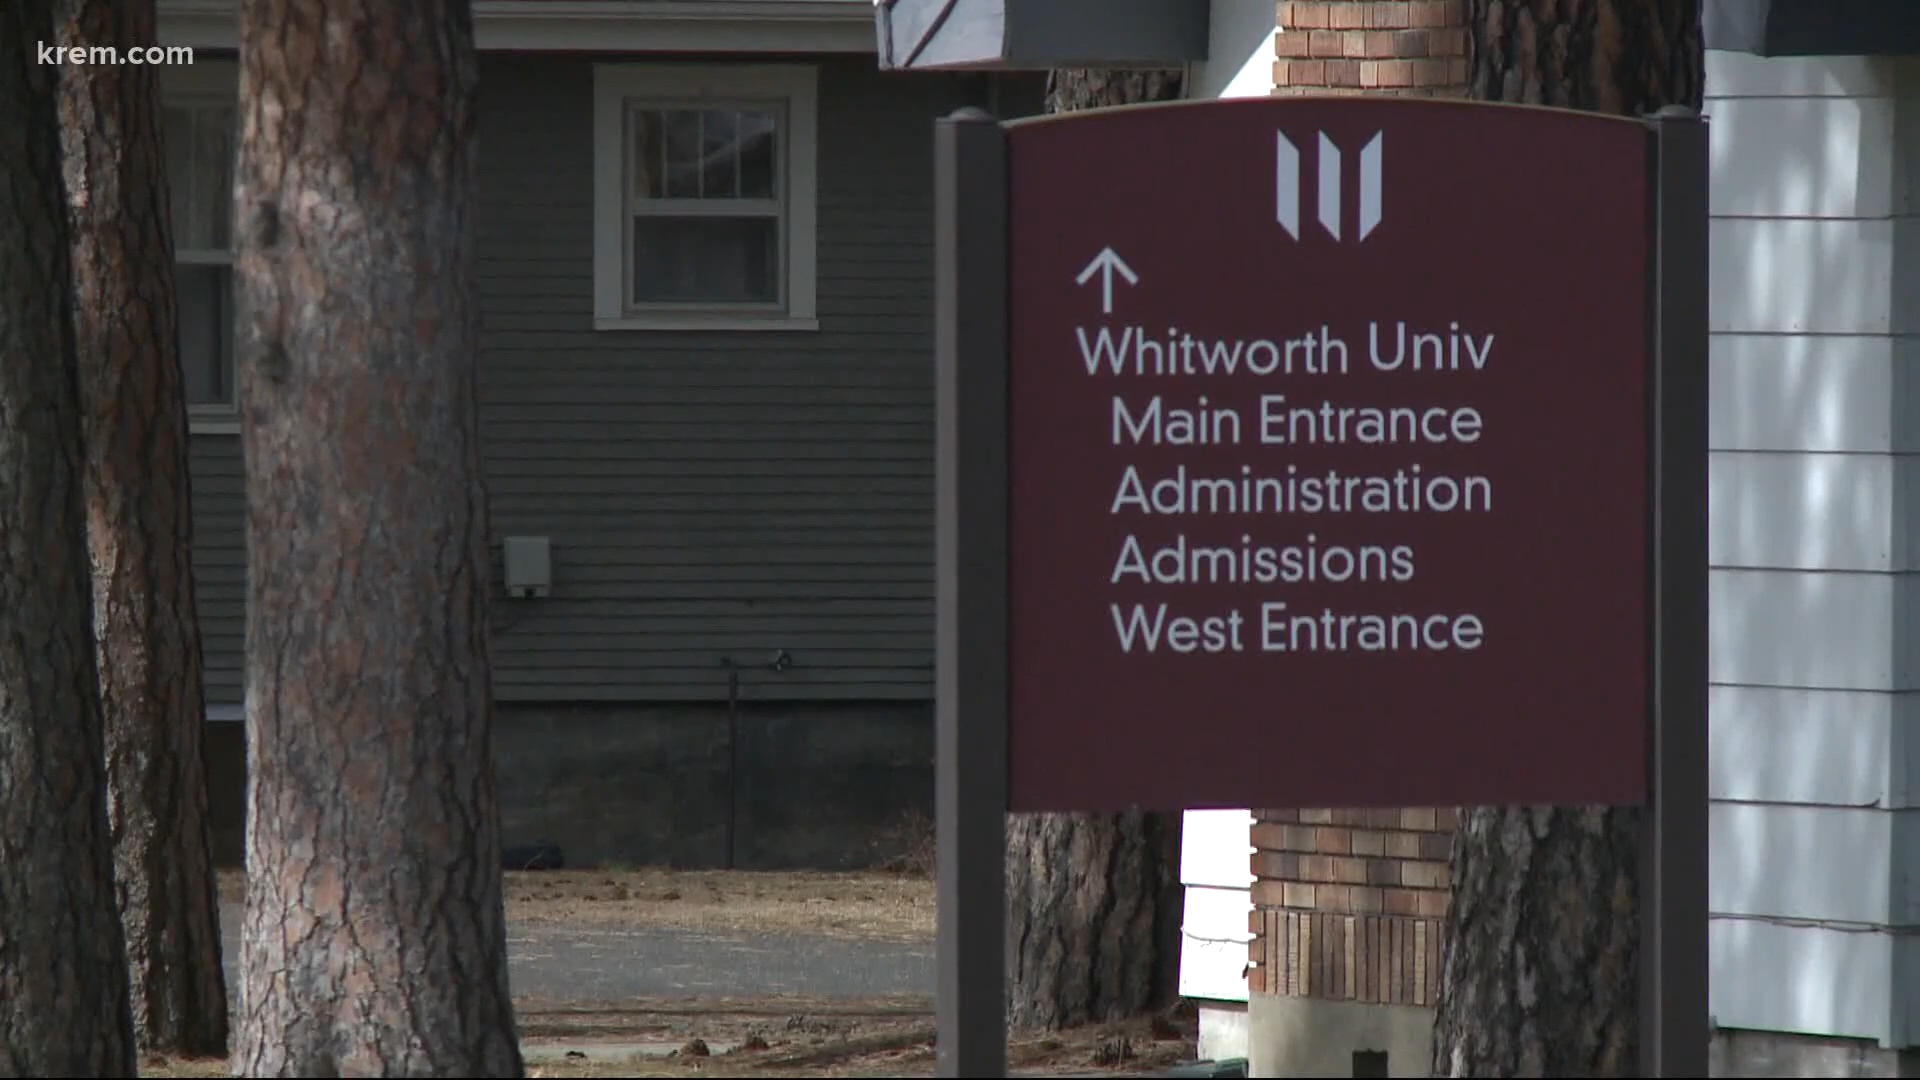 krem.com
Whitworth Univ
Main Entrance
Administration
Admissions
West Entrance